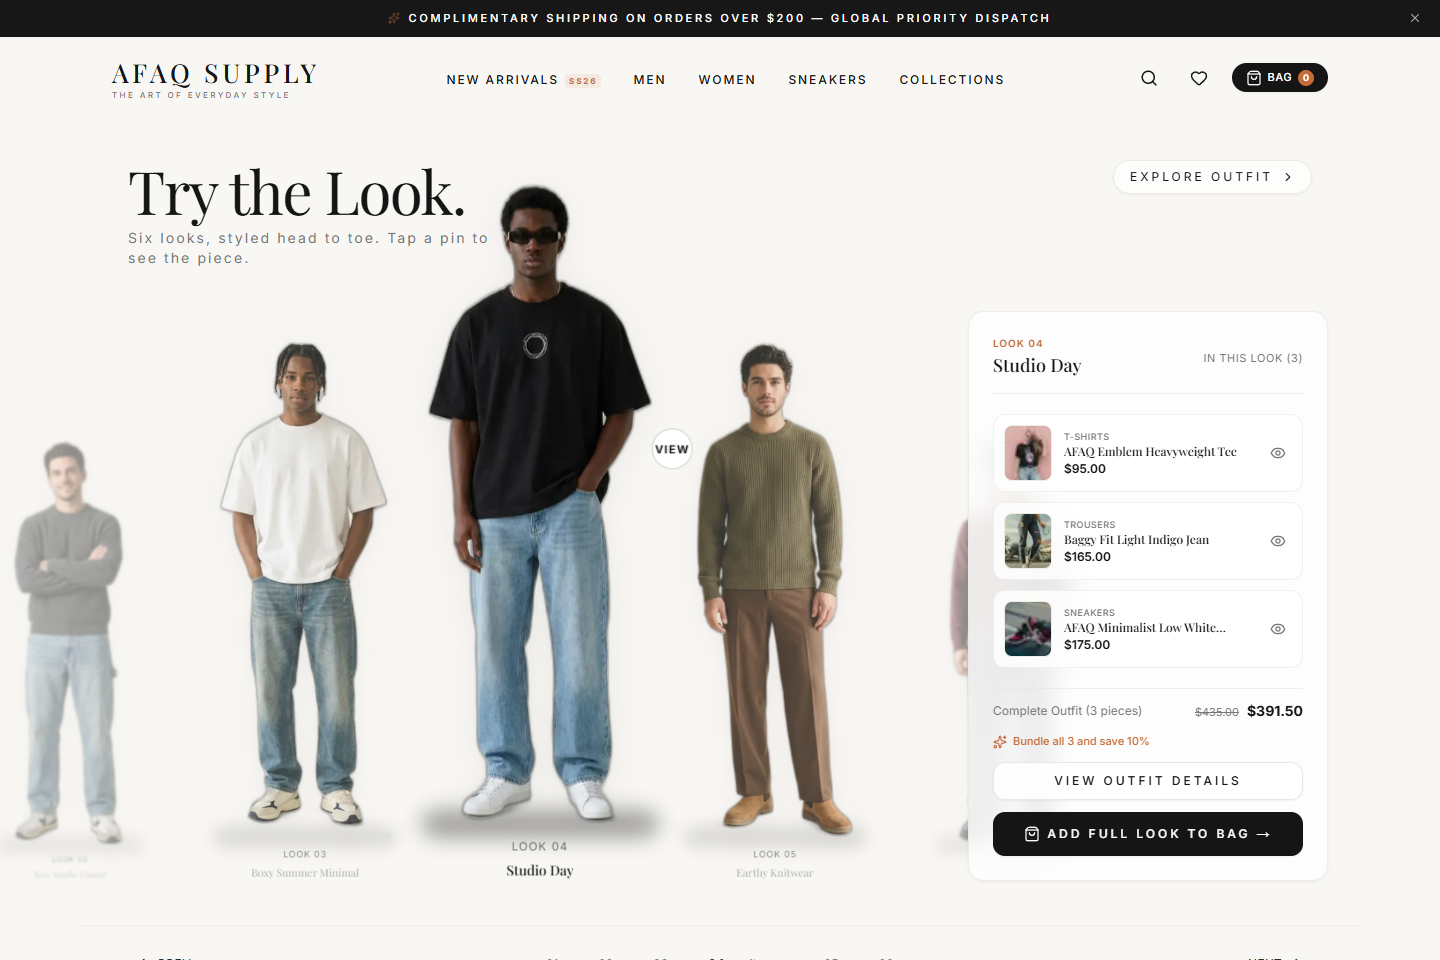 COMPLIMENTARY SHIPPING ON ORDERS OVER $200 — GLOBAL PRIORITY DISPATCH
AFAQ SUPPLY
THE ART OF EVERYDAY STYLE
NEW ARRIVALS SS26 MEN WOMEN SNEAKERS COLLECTIONS
BAG 0
Try the Look.
Six looks, styled head to toe. Tap a pin to
see the piece.
EXPLORE OUTFIT
VIEW
LOOK 03
Boxy Summer Minimal
LOOK 04
Studio Day
LOOK 05
Earthy Knitwear
LOOK 04
Studio Day
IN THIS LOOK (3)
T-SHIRTS
AFAQ Emblem Heavyweight Tee
$95.00
TROUSERS
Baggy Fit Light Indigo Jean
$165.00
SNEAKERS
AFAQ Minimalist Low White...
$175.00
Complete Outfit (3 pieces) $435.00 $391.50
Bundle all 3 and save 10%
VIEW OUTFIT DETAILS
ADD FULL LOOK TO BAG →